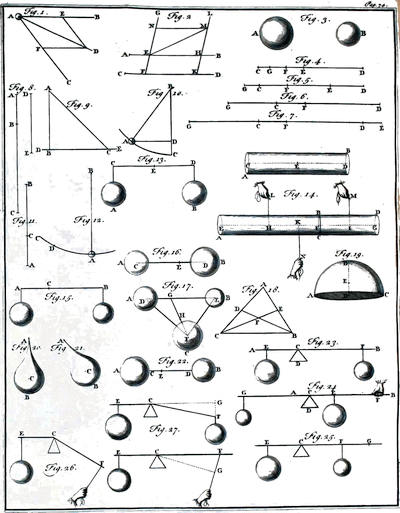 Pag. 20.
Fig. 1.
A E B
F D
C
Fig. 2
G I
N M
A E H B
C F D
Fig. 3.
A B
Fig. 4.
C G F E D
Fig. 5.
G C F E D
Fig. 6.
G C F D
Fig. 7.
G C F D E
Fig. 8.
A D
B
E
C
Fig. 9.
A
D
B C E
Fig. 10.
B
A D
C
Fig. 11.
B
C
A
Fig. 12.
B
C D
A
Fig. 13.
C D
E
A B
Fig. 14.
B
E
A C
L M
K
H
N
Fig. 15.
C
A B
Fig. 16.
A C E D B
Fig. 17.
D G E B
A H
F
C
Fig. 18.
A
D E
F
C B
Fig. 19.
B
E
A C
Fig. 20.
A
C
B
Fig. 21.
A
C
B
Fig. 22.
A C E D B
Fig. 23.
A E C F B
D
Fig. 24
G A C F B
D
Fig. 25.
E C F G
Fig. 26.
E C F
Fig. 27.
E C G
F
C F
G